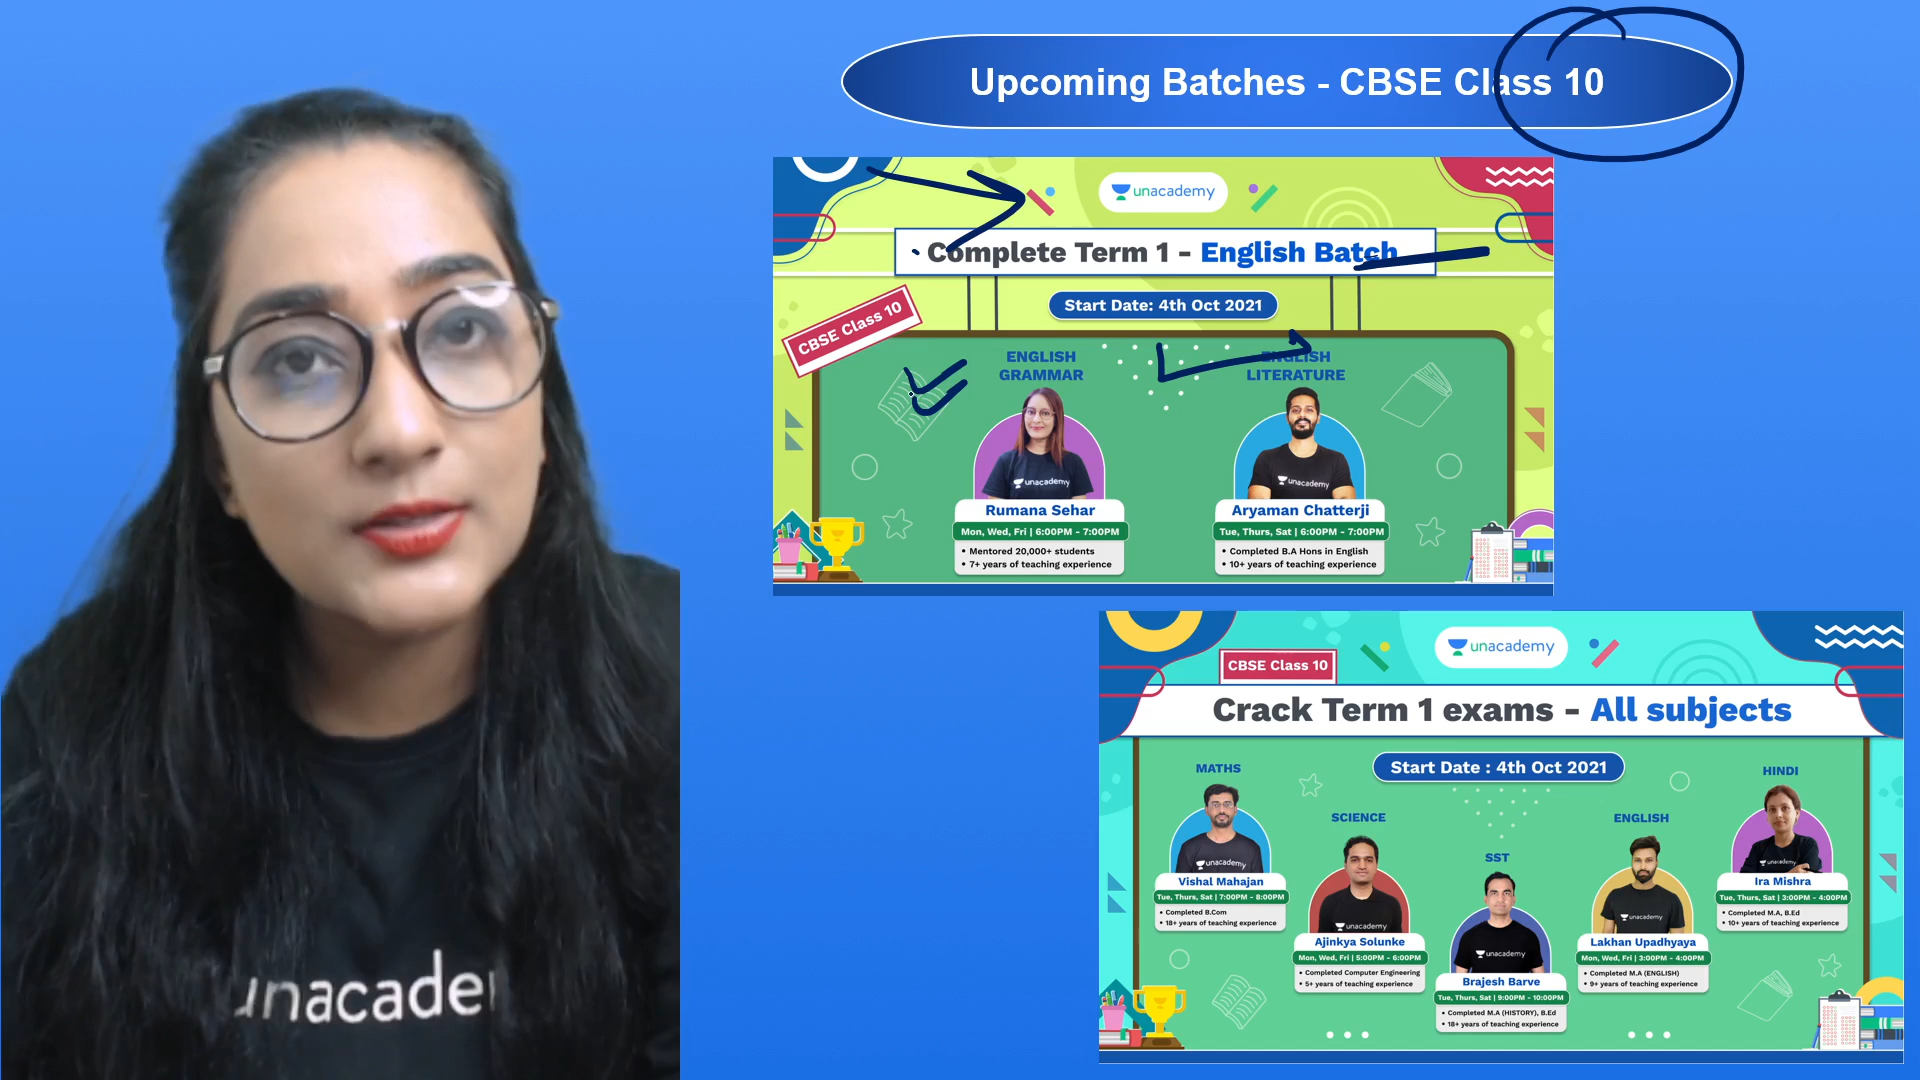 Upcoming Batches - CBSE Class 10
unacademy
Complete Term 1 - English Batch
Start Date: 4th Oct 2021
CBSE Class 10
ENGLISH
GRAMMAR
ENGLISH
LITERATURE
unacademy
unacademy
Rumana Sehar
Mon, Wed, Fri | 6:00PM - 7:00PM
• Mentored 20,000+ students
• 7+ years of teaching experience
Aryaman Chatterji
Tue, Thurs, Sat | 6:00PM - 7:00PM
• Completed B.A Hons in English
• 10+ years of teaching experience
unacademy
CBSE Class 10
Crack Term 1 exams - All subjects
Start Date : 4th Oct 2021
MATHS
unacademy
Vishal Mahajan
Tue, Thurs, Sat | 7:00PM - 8:00PM
• Completed B.Com
• 18+ years of teaching experience
SCIENCE
unacademy
Ajinkya Solunke
Mon, Wed, Fri | 5:00PM - 6:00PM
• Completed Computer Engineering
• 5+ years of teaching experience
SST
unacademy
Brajesh Barve
Tue, Thurs, Sat | 9:00PM - 10:00PM
• Completed M.A (HISTORY), B.Ed
• 18+ years of teaching experience
ENGLISH
unacademy
Lakhan Upadhyaya
Mon, Wed, Fri | 3:00PM - 4:00PM
• Completed M.A (ENGLISH)
• 9+ years of teaching experience
HINDI
unacademy
Ira Mishra
Tue, Thurs, Sat | 3:00PM - 4:00PM
• Completed M.A, B.Ed
• 10+ years of teaching experience
unacade